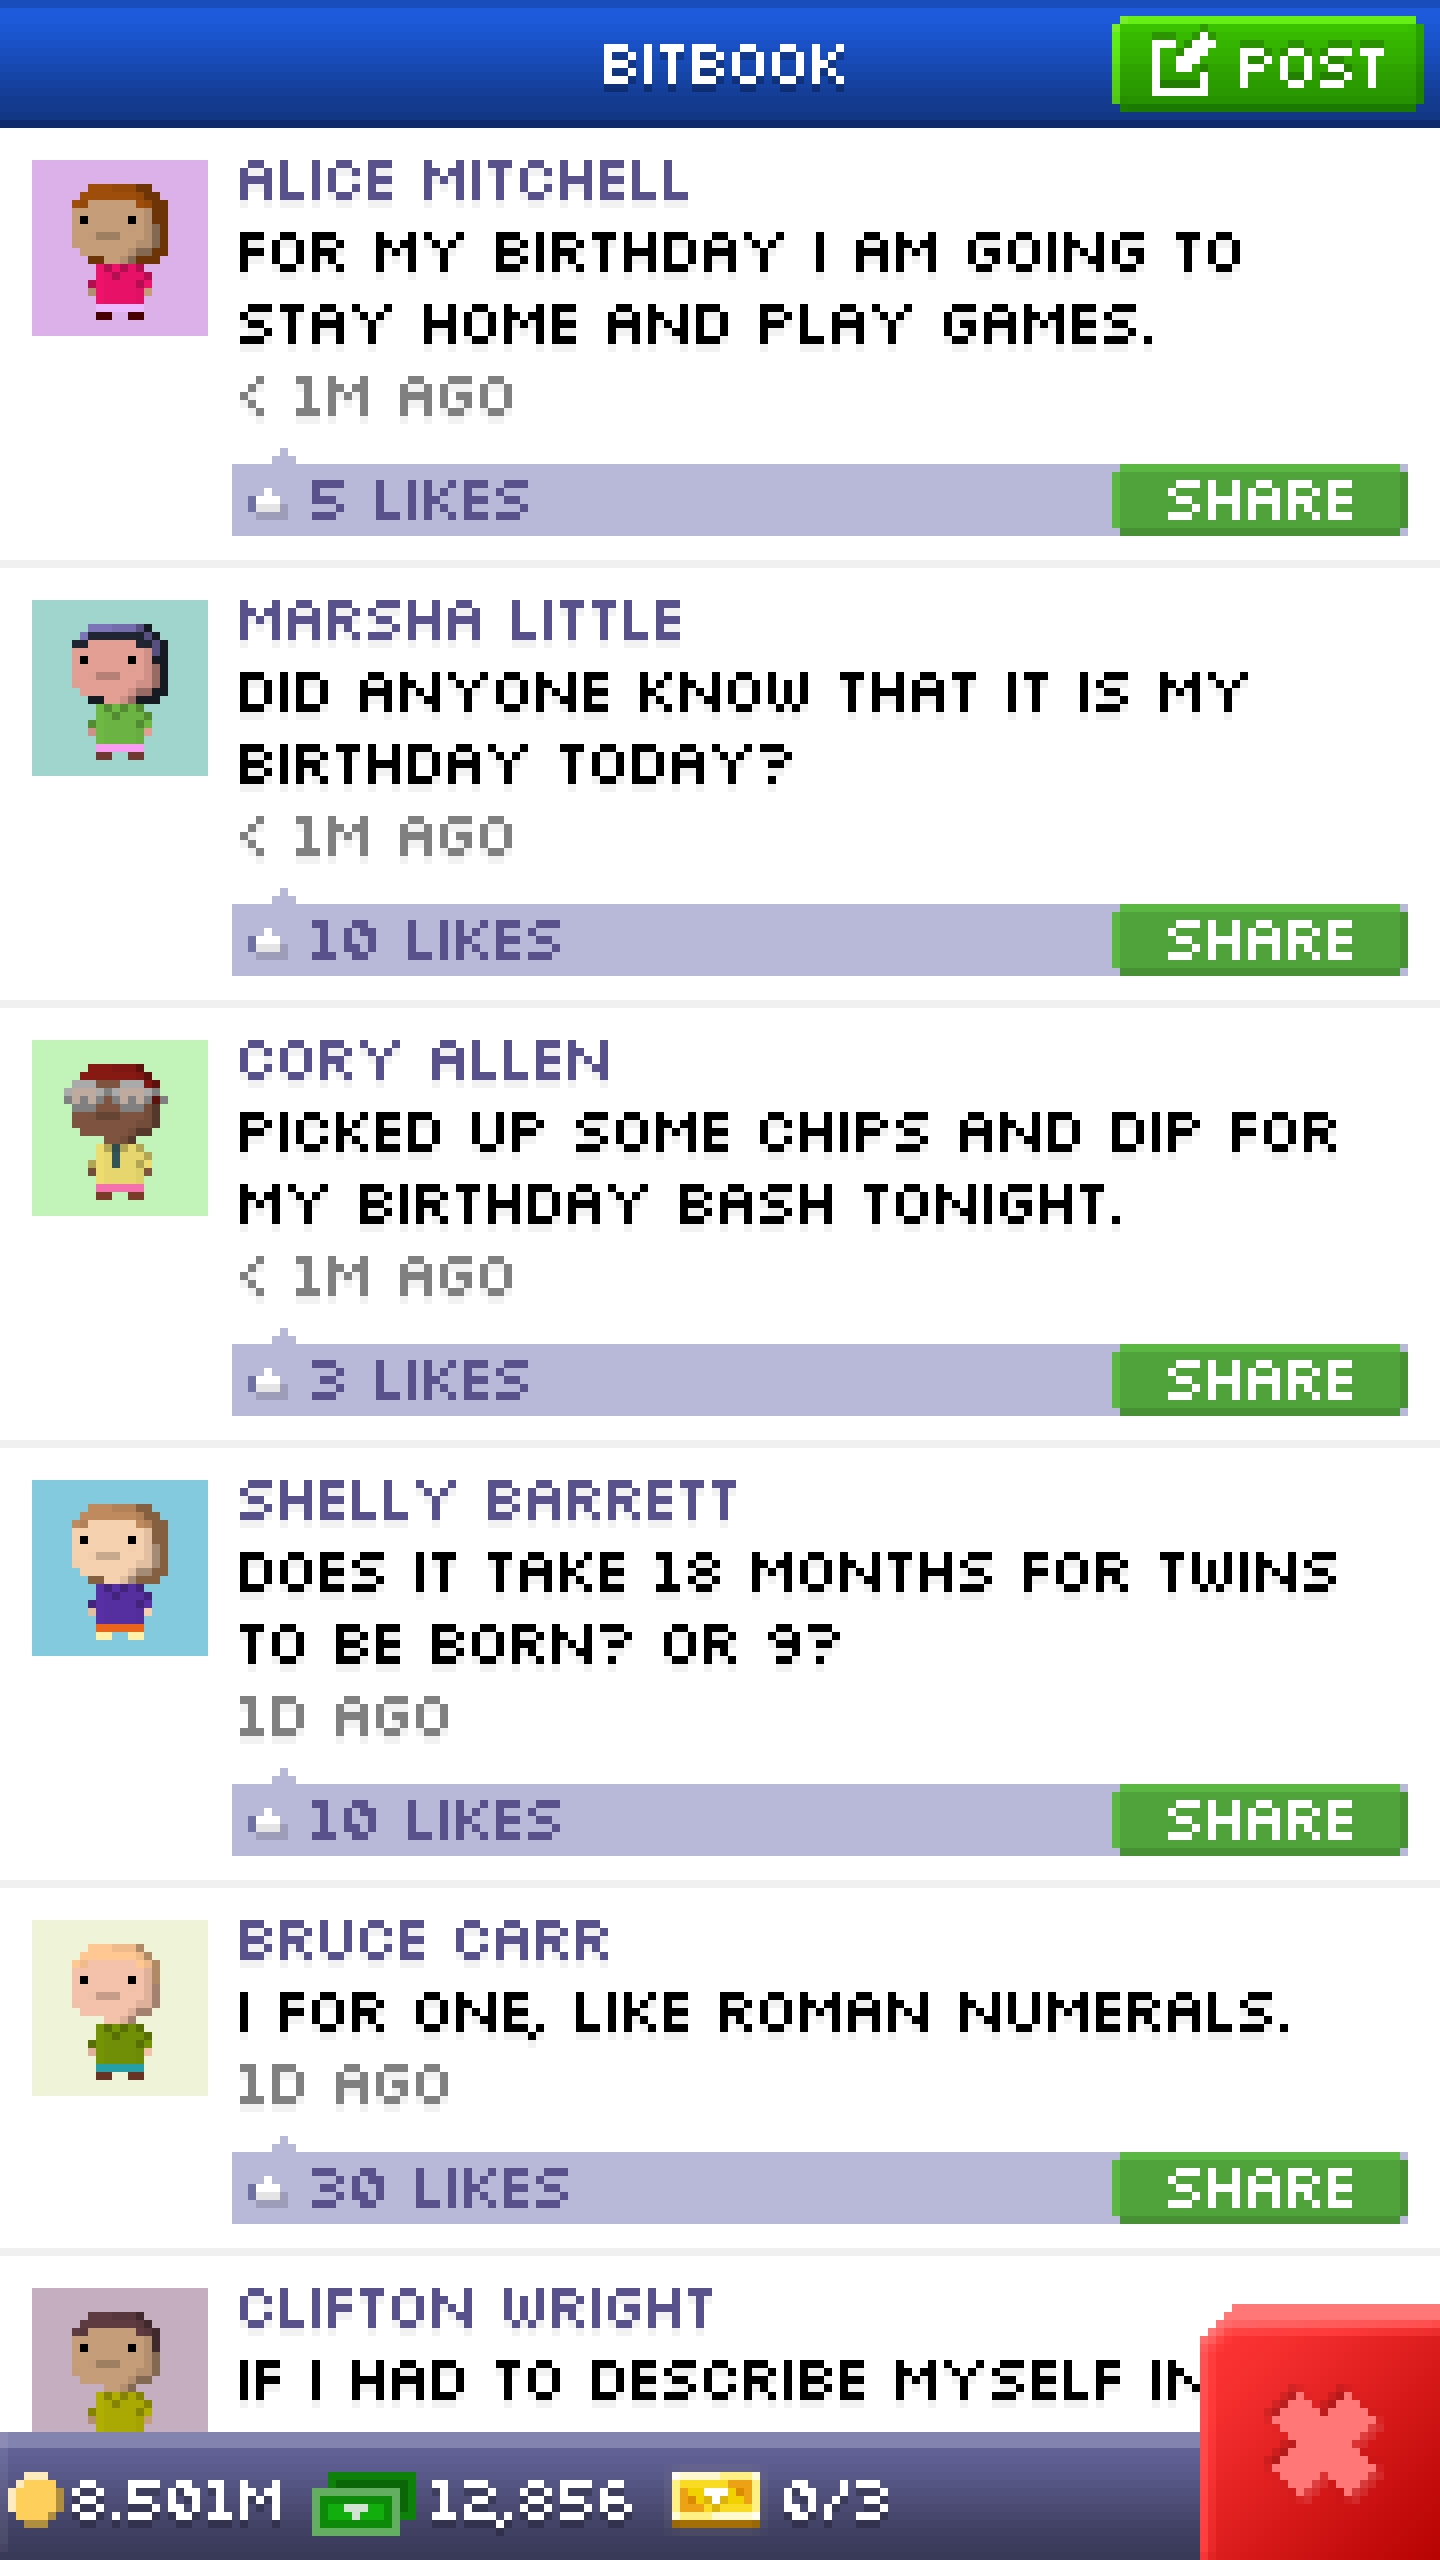 BITBOOK
POST
ALICE MITCHELL
FOR MY BIRTHDAY I AM GOING TO
STAY HOME AND PLAY GAMES.
< 1M AGO
5 LIKES
SHARE
MARSHA LITTLE
DID ANYONE KNOW THAT IT IS MY
BIRTHDAY TODAY?
< 1M AGO
10 LIKES
SHARE
CORY ALLEN
PICKED UP SOME CHIPS AND DIP FOR
MY BIRTHDAY BASH TONIGHT.
< 1M AGO
3 LIKES
SHARE
SHELLY BARRETT
DOES IT TAKE 18 MONTHS FOR TWINS
TO BE BORN? OR 9?
1D AGO
10 LIKES
SHARE
BRUCE CARR
I FOR ONE, LIKE ROMAN NUMERALS.
1D AGO
30 LIKES
SHARE
CLIFTON WRIGHT
IF I HAD TO DESCRIBE MYSELF IN
8.501M
12,856
0/3